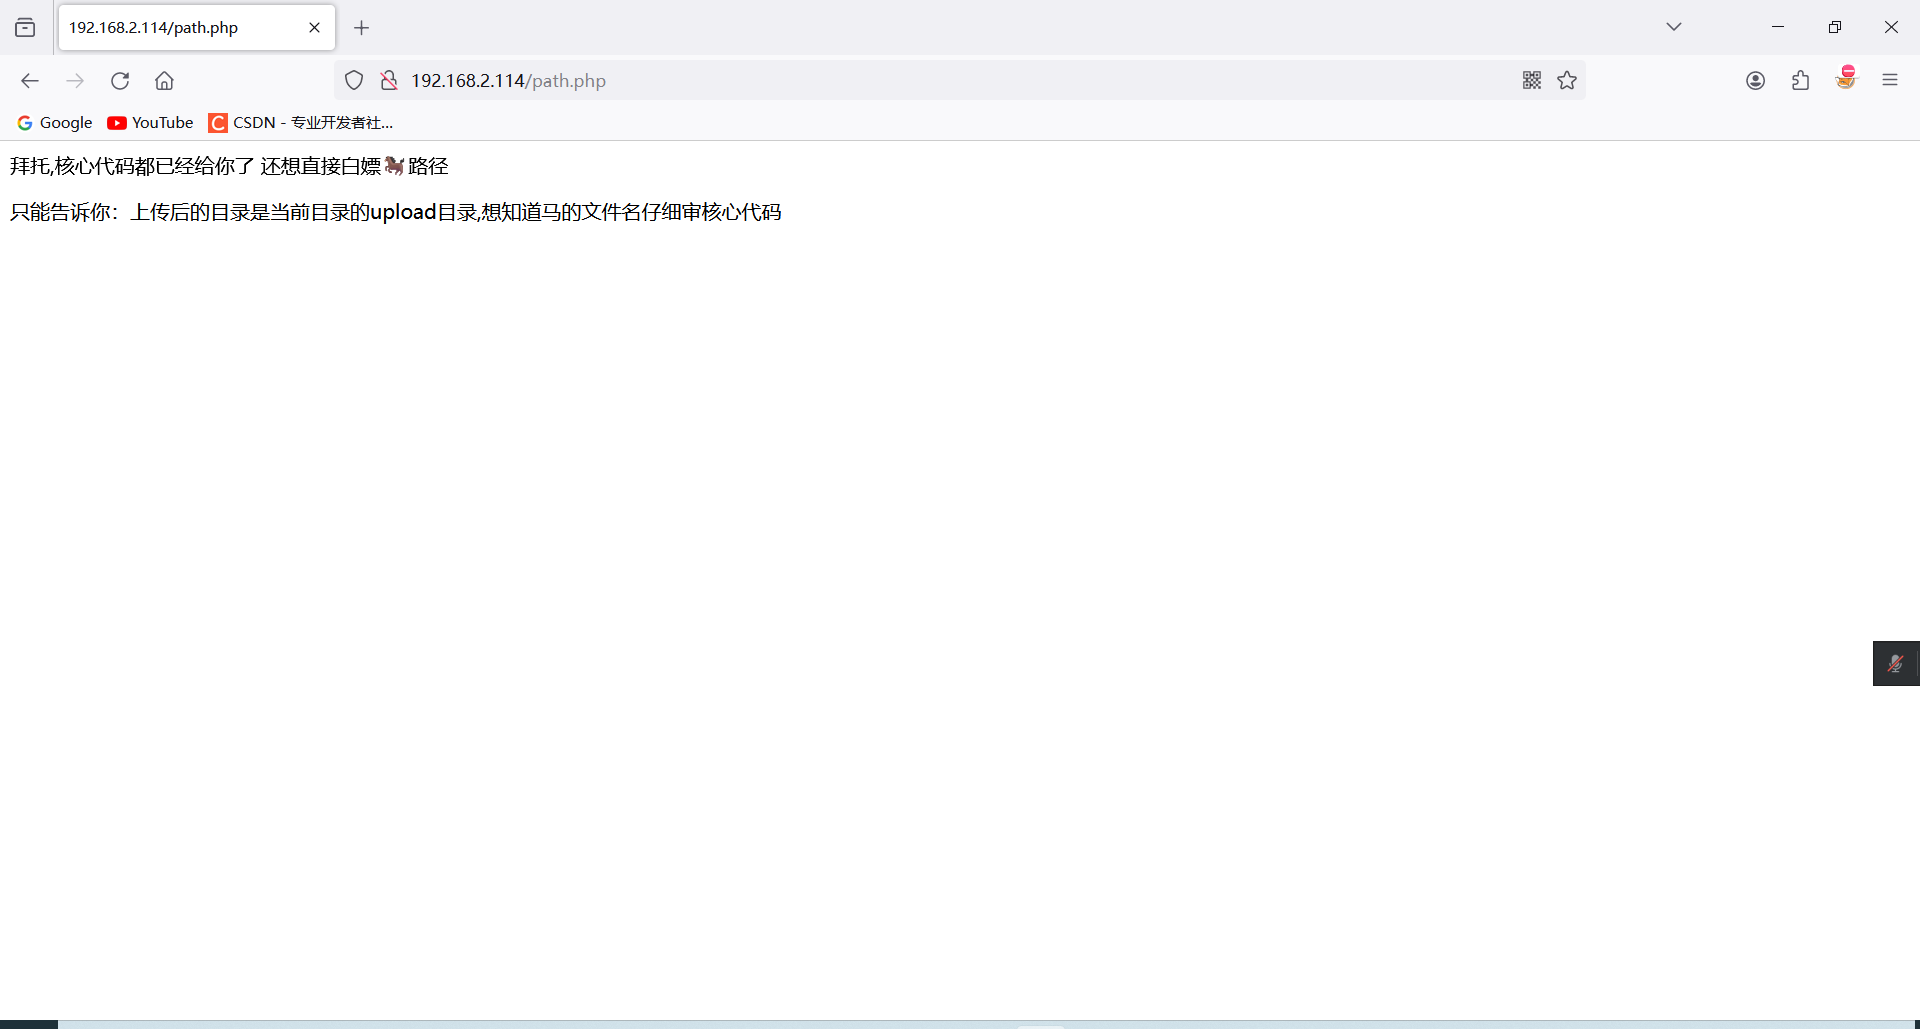 192.168.2.114/path.php
192.168.2.114/path.php
Google YouTube CSDN - 专业开发者社...
拜托,核心代码都已经给你了 还想直接白嫖🐎路径
只能告诉你：上传后的目录是当前目录的upload目录,想知道马的文件名仔细审核心代码